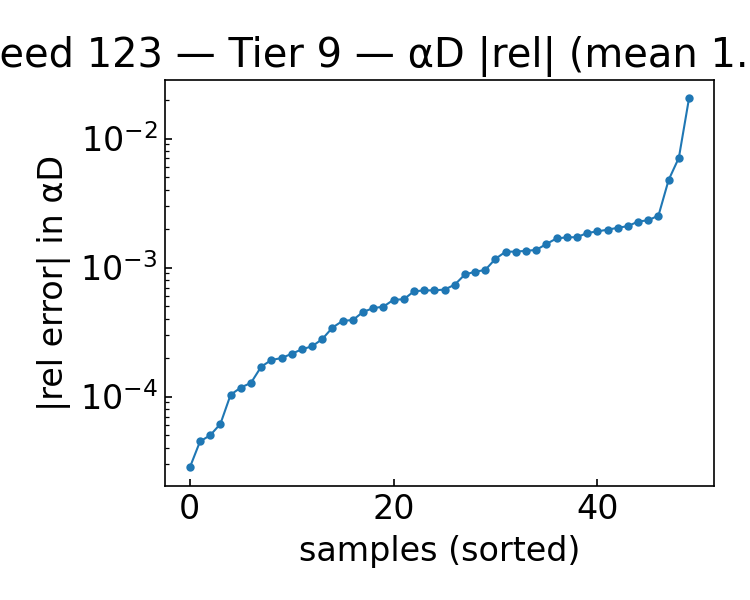 eed 123 — Tier 9 — αD |rel| (mean 1.
|rel error| in αD
10⁻²
10⁻³
10⁻⁴
0 20 40
samples (sorted)